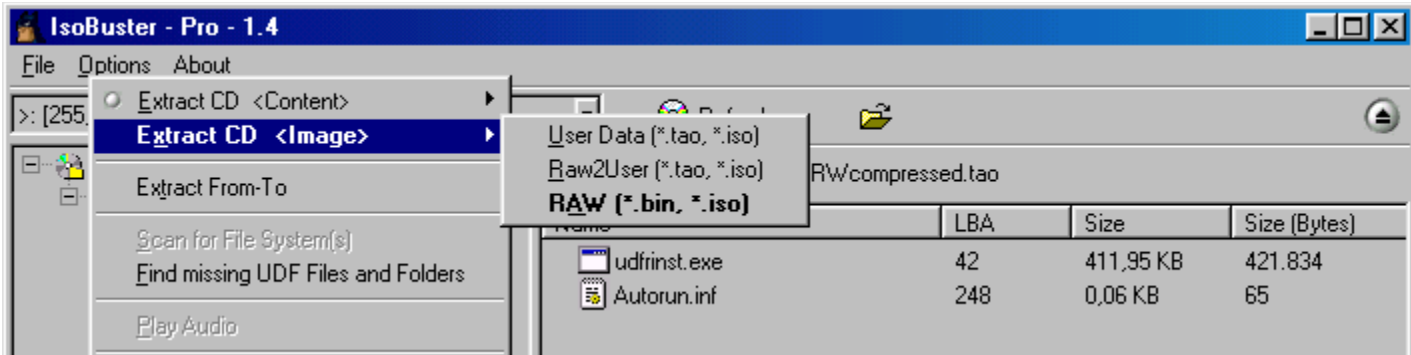 IsoBuster - Pro - 1.4
File Options About
>: [255,
Extract CD <Content>
Extract CD <Image>
Extract From-To
Scan for File System(s)
Find missing UDF Files and Folders
Play Audio
User Data (*.tao, *.iso)
Raw2User (*.tao, *.iso)
RAW (*.bin, *.iso)
RWcompressed.tao
Name LBA Size Size (Bytes)
udfrinst.exe 42 411,95 KB 421.834
Autorun.inf 248 0,06 KB 65